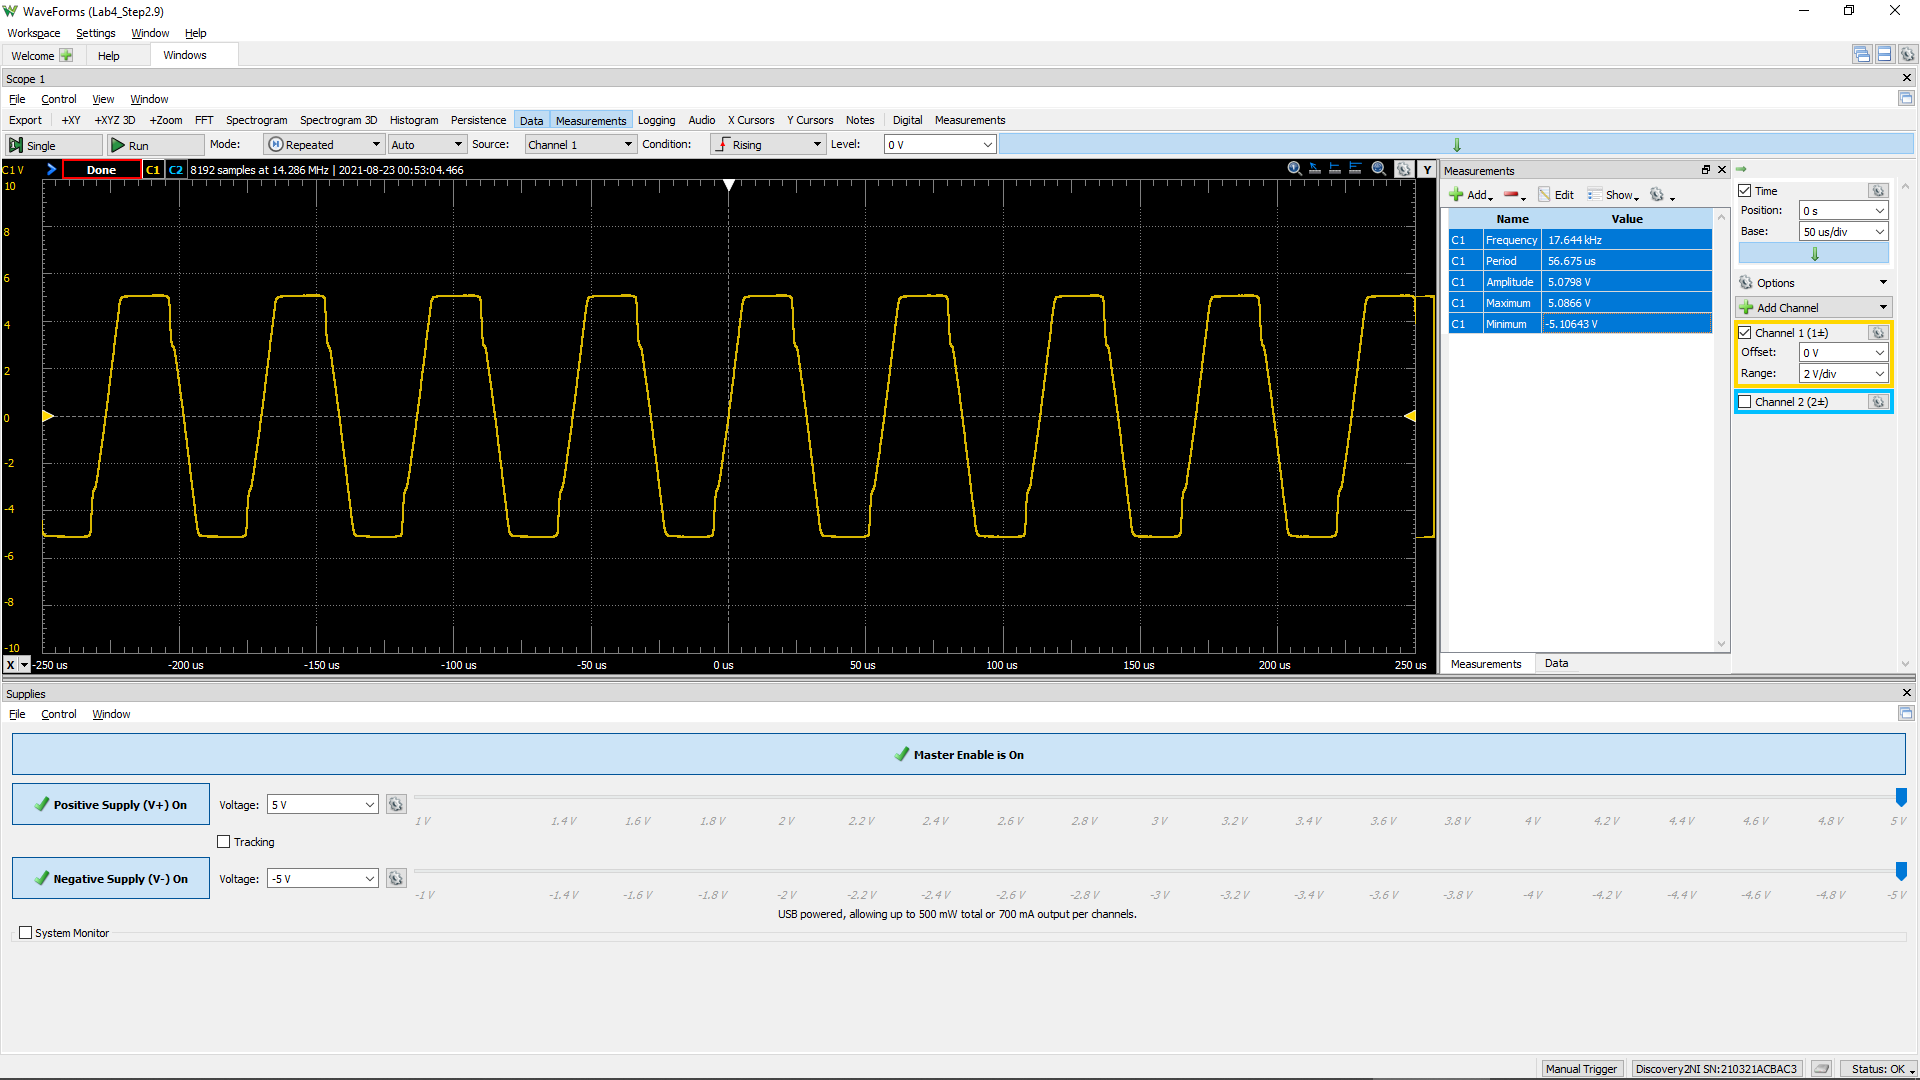 WaveForms (Lab4_Step2.9)
Workspace Settings Window Help
Welcome Help Windows
Scope 1
File Control View Window
Export +XY +XYZ 3D +Zoom FFT Spectrogram Spectrogram 3D Histogram Persistence Data Measurements Logging Audio X Cursors Y Cursors Notes Digital Measurements
Single Run Mode: Repeated Auto Source: Channel 1 Condition: Rising Level: 0 V
C1 V Done C1 C2 8192 samples at 14.286 MHz | 2021-08-23 00:53:04.466 Y
10
8
6
4
2
0
-2
-4
-6
-8
-10
X -250 us -200 us -150 us -100 us -50 us 0 us 50 us 100 us 150 us 200 us 250 us
Measurements
Add Edit Show
Name Value
C1 Frequency 17.644 kHz
C1 Period 56.675 us
C1 Amplitude 5.0798 V
C1 Maximum 5.0866 V
C1 Minimum -5.10643 V
Measurements Data
Time
Position: 0 s
Base: 50 us/div
Options
Add Channel
Channel 1 (1±)
Offset: 0 V
Range: 2 V/div
Channel 2 (2±)
Supplies
File Control Window
Master Enable is On
Positive Supply (V+) On Voltage: 5 V
1 V 1.4 V 1.6 V 1.8 V 2 V 2.2 V 2.4 V 2.6 V 2.8 V 3 V 3.2 V 3.4 V 3.6 V 3.8 V 4 V 4.2 V 4.4 V 4.6 V 4.8 V 5 V
Tracking
Negative Supply (V-) On Voltage: -5 V
-1 V -1.4 V -1.6 V -1.8 V -2 V -2.2 V -2.4 V -2.6 V -2.8 V -3 V -3.2 V -3.4 V -3.6 V -3.8 V -4 V -4.2 V -4.4 V -4.6 V -4.8 V -5 V
USB powered, allowing up to 500 mW total or 700 mA output per channels.
System Monitor
Manual Trigger Discovery2NI SN:210321ACBAC3 Status: OK